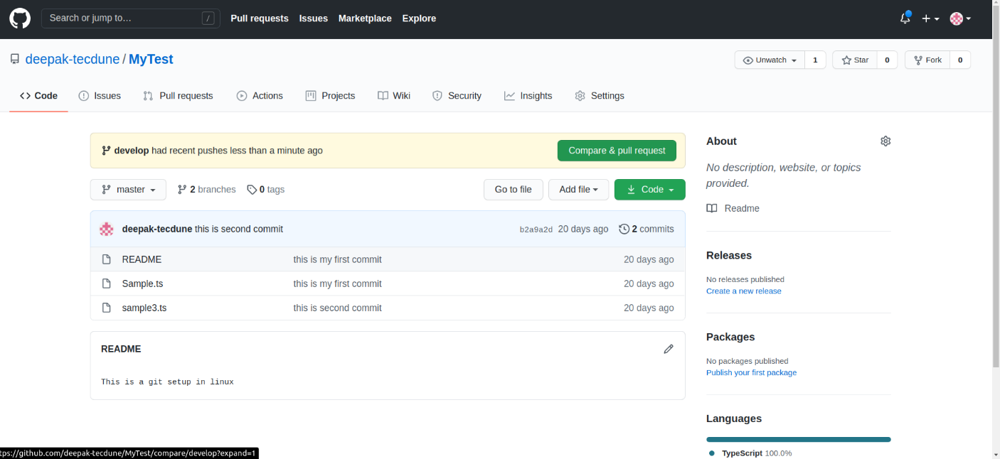 Search or jump to… / Pull requests Issues Marketplace Explore
deepak-tecdune / MyTest Unwatch 1 Star 0 Fork 0
Code Issues Pull requests Actions Projects Wiki Security Insights Settings
develop had recent pushes less than a minute ago Compare & pull request
master 2 branches 0 tags Go to file Add file Code
deepak-tecdune this is second commit b2a9a2d 20 days ago 2 commits
README this is my first commit 20 days ago
Sample.ts this is my first commit 20 days ago
sample3.ts this is second commit 20 days ago
README
This is a git setup in linux
About
No description, website, or topics
provided.
Readme
Releases
No releases published
Create a new release
Packages
No packages published
Publish your first package
Languages
TypeScript 100.0%
tps://github.com/deepak-tecdune/MyTest/compare/develop?expand=1